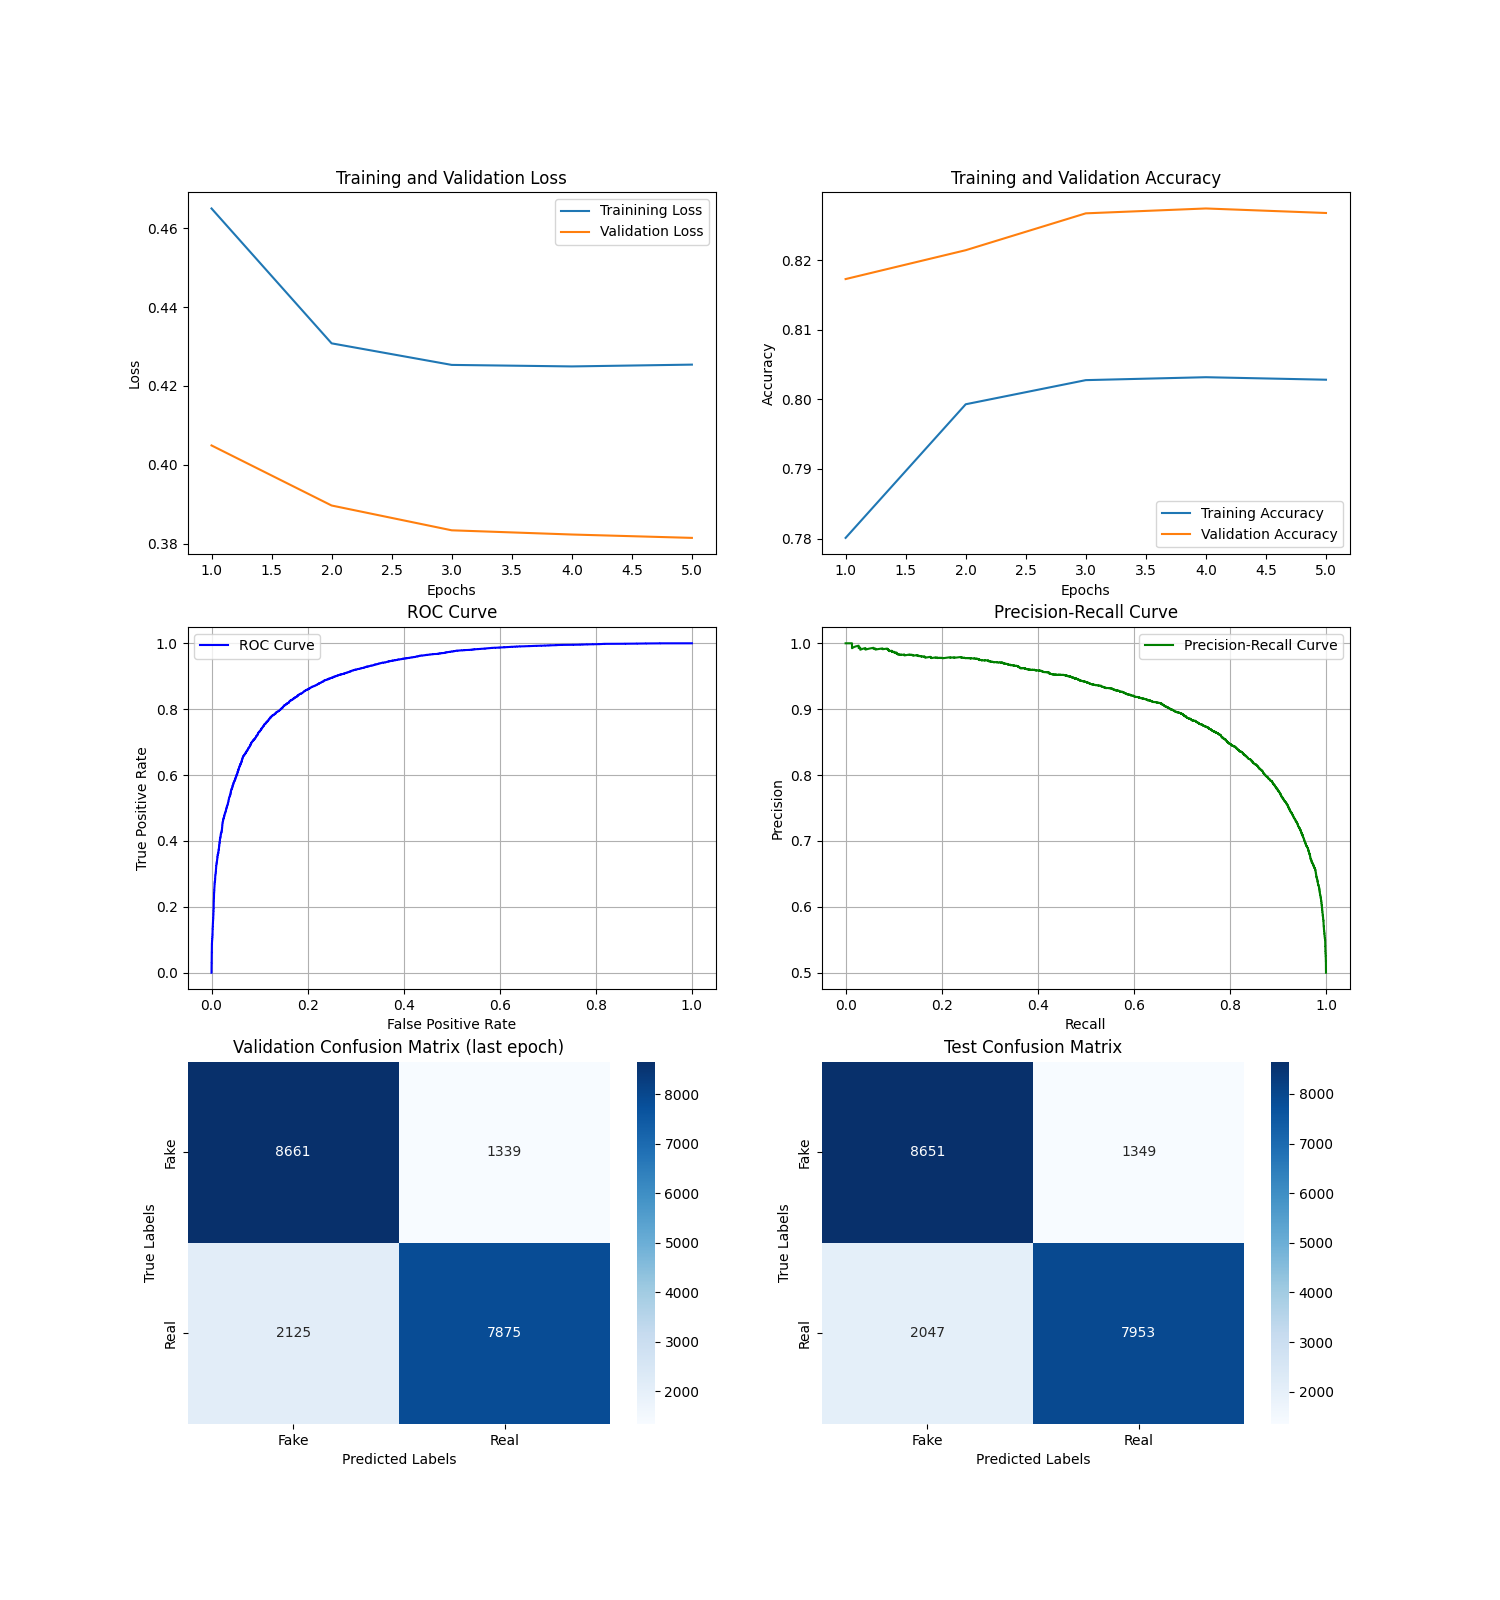 Training and Validation Loss
Loss
0.46
0.44
0.42
0.40
0.38
Trainining Loss
Validation Loss
1.0 1.5 2.0 2.5 3.0 3.5 4.0 4.5 5.0
Epochs
Training and Validation Accuracy
Accuracy
0.82
0.81
0.80
0.79
0.78
Training Accuracy
Validation Accuracy
1.0 1.5 2.0 2.5 3.0 3.5 4.0 4.5 5.0
Epochs
ROC Curve
True Positive Rate
1.0
0.8
0.6
0.4
0.2
0.0
ROC Curve
0.0 0.2 0.4 0.6 0.8 1.0
False Positive Rate
Precision-Recall Curve
Precision
1.0
0.9
0.8
0.7
0.6
0.5
Precision-Recall Curve
0.0 0.2 0.4 0.6 0.8 1.0
Recall
Validation Confusion Matrix (last epoch)
True Labels
Fake
8661 1339
Real
2125 7875
Fake Real
Predicted Labels
8000
7000
6000
5000
4000
3000
2000
Test Confusion Matrix
True Labels
Fake
8651 1349
Real
2047 7953
Fake Real
Predicted Labels
8000
7000
6000
5000
4000
3000
2000